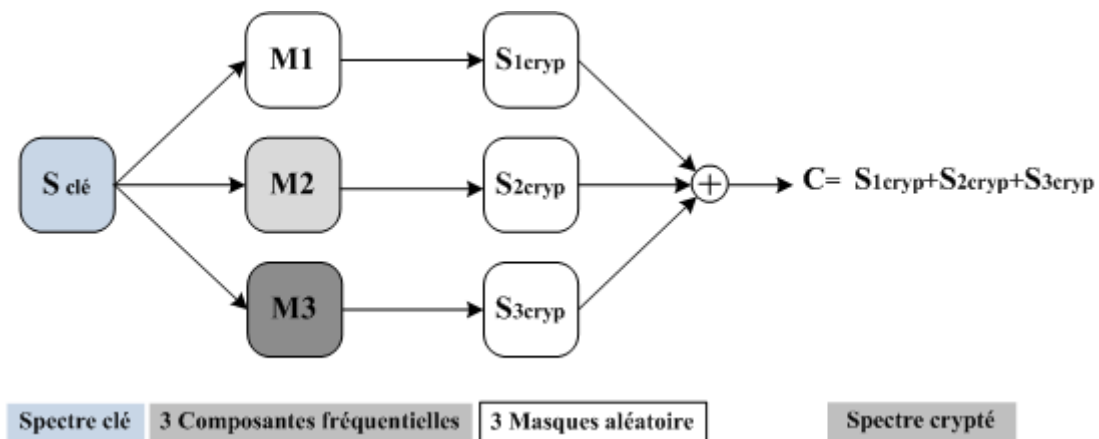 M1
S1cryp
S clé
M2
S2cryp
C= S1cryp+S2cryp+S3cryp
M3
S3cryp
Spectre clé
3 Composantes fréquentielles
3 Masques aléatoire
Spectre crypté